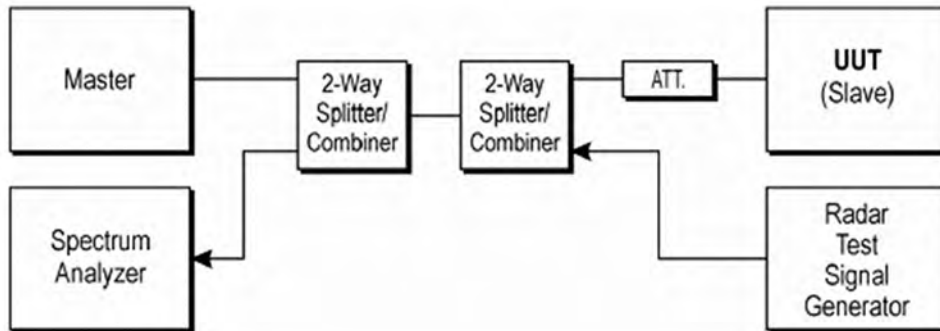 Master
2-Way
Splitter/
Combiner
2-Way
Splitter/
Combiner
ATT.
UUT
(Slave)
Spectrum
Analyzer
Radar
Test
Signal
Generator